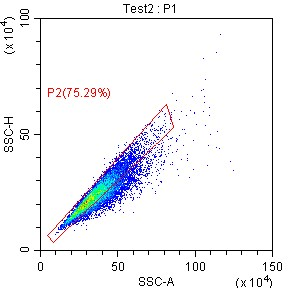 Test2 : P1
(x 10⁴)
100
P2(75.29%)
SSC-H
50
0
0
50
100
150
SSC-A
(x 10⁴)